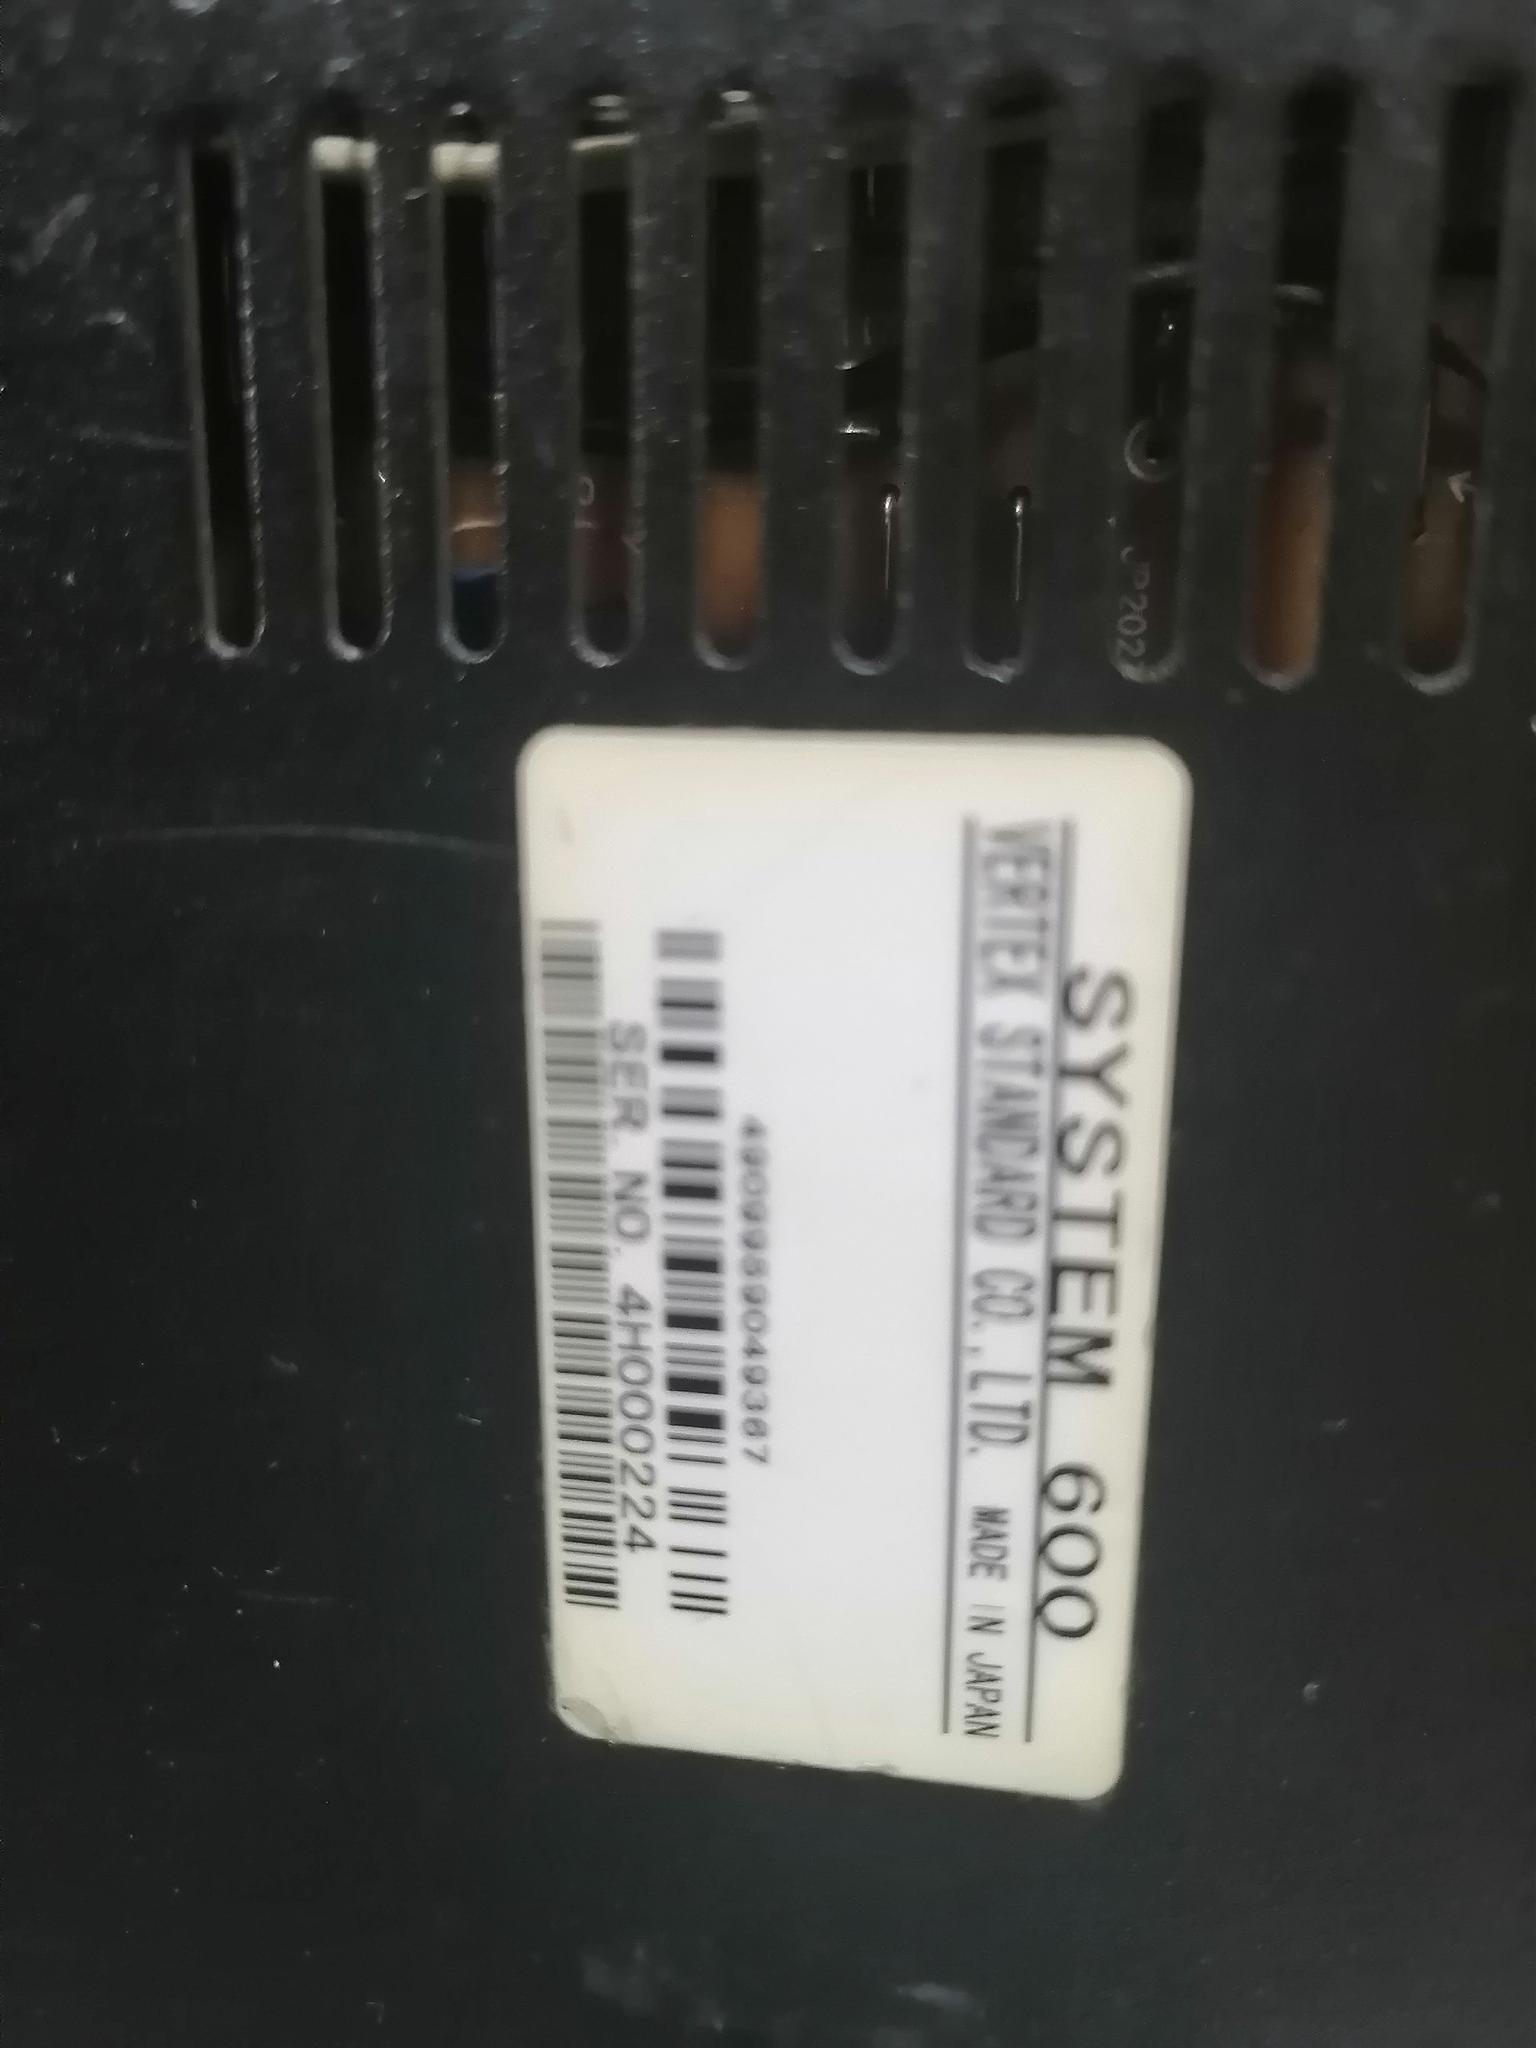 SYSTEM 600
VERTEX STANDARD CO., LTD. MADE IN JAPAN
4909959049367
SER. NO. 4H000224